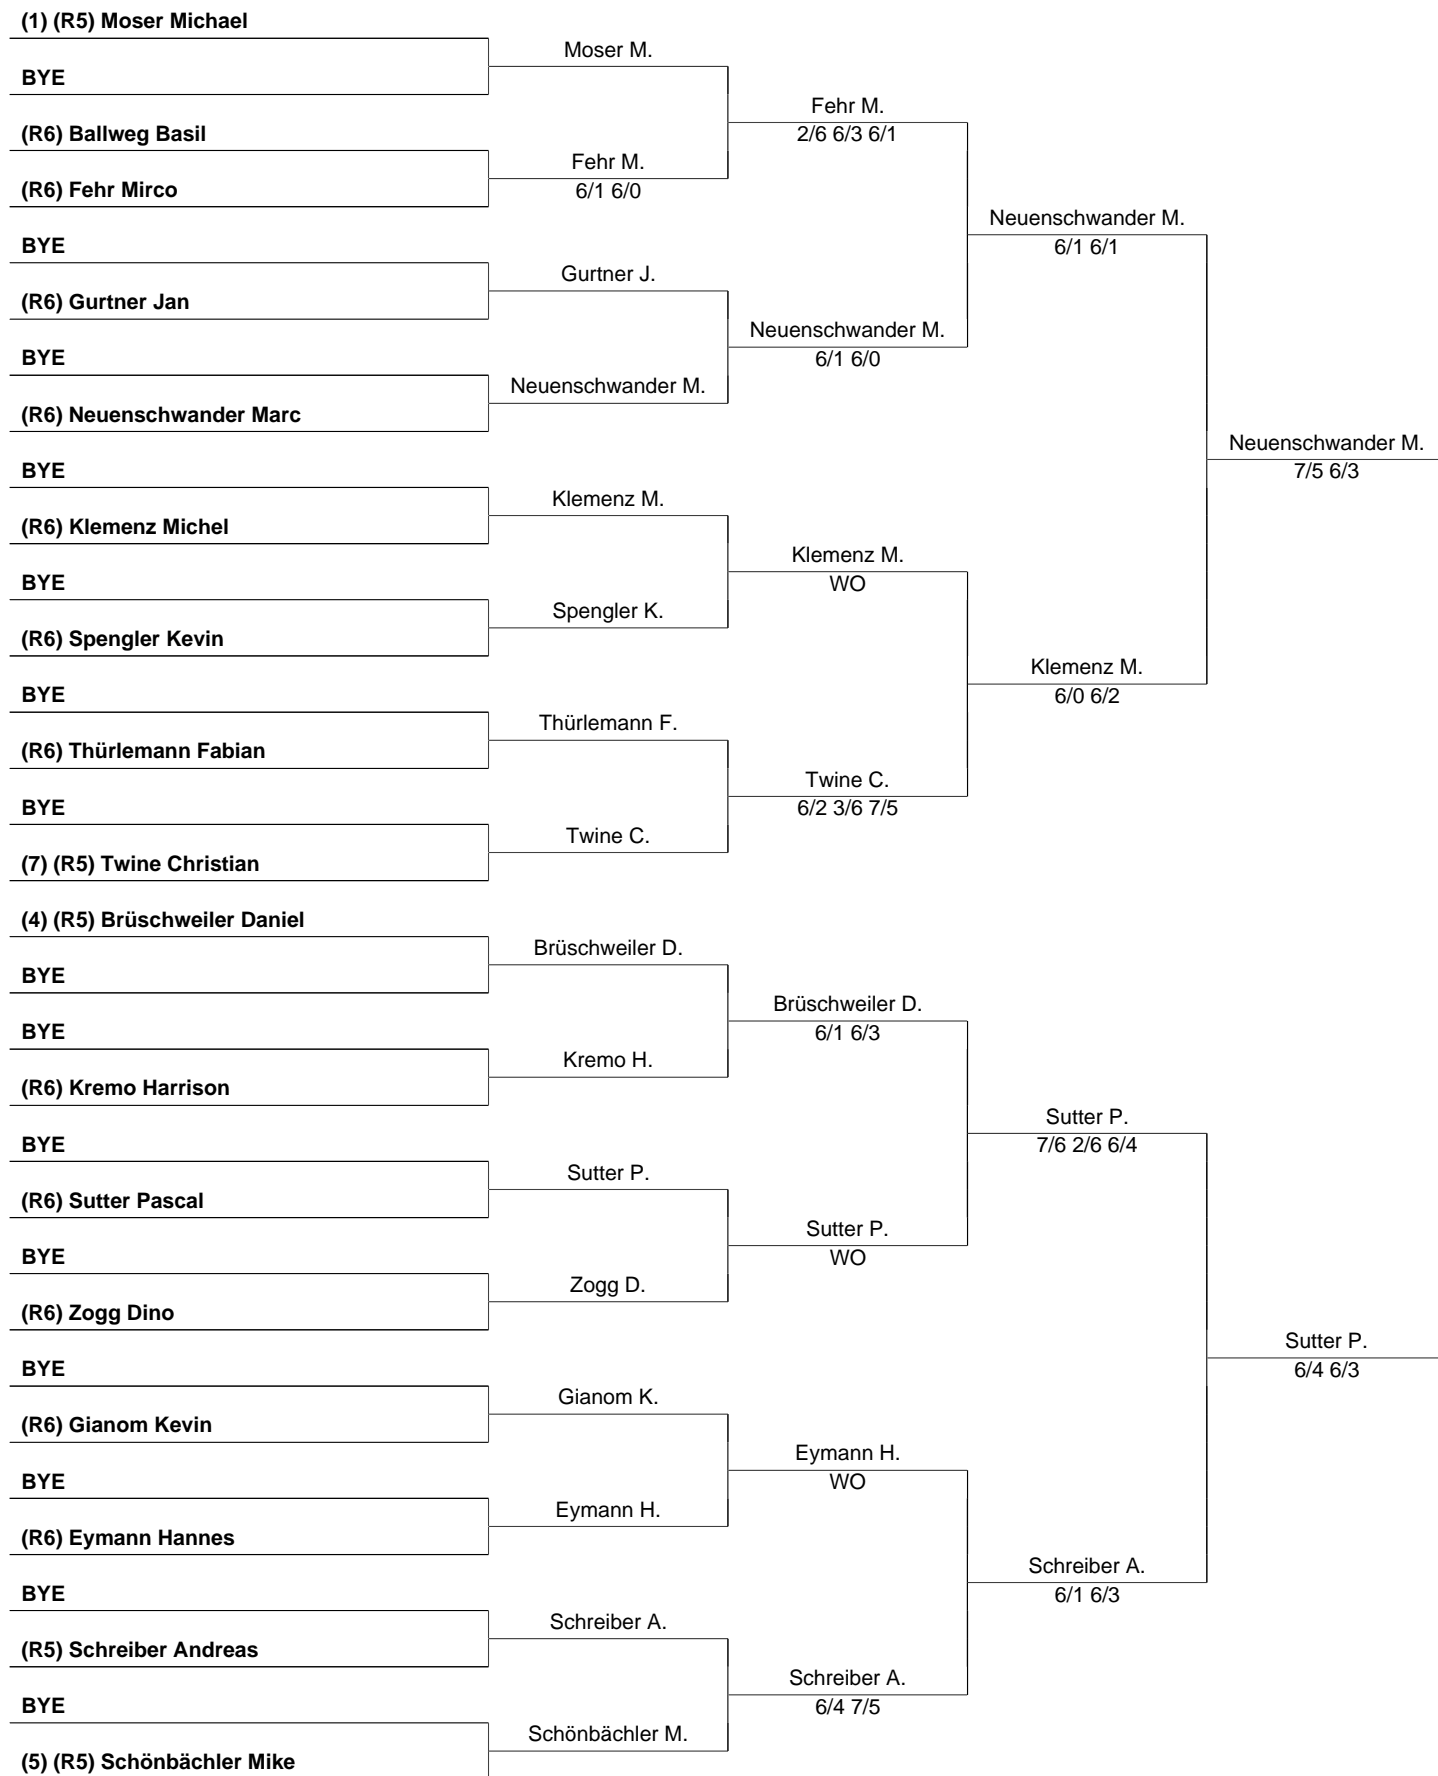 (1) (R5) Moser Michael
Moser M.
BYE
Fehr M.
(R6) Ballweg Basil
2/6 6/3 6/1
Fehr M.
(R6) Fehr Mirco
6/1 6/0
Neuenschwander M.
BYE
6/1 6/1
Gurtner J.
(R6) Gurtner Jan
Neuenschwander M.
BYE
6/1 6/0
Neuenschwander M.
(R6) Neuenschwander Marc
Neuenschwander M.
BYE
7/5 6/3
Klemenz M.
(R6) Klemenz Michel
Klemenz M.
BYE
WO
Spengler K.
(R6) Spengler Kevin
Klemenz M.
BYE
6/0 6/2
Thürlemann F.
(R6) Thürlemann Fabian
Twine C.
BYE
6/2 3/6 7/5
Twine C.
(7) (R5) Twine Christian
(4) (R5) Brüschweiler Daniel
Brüschweiler D.
BYE
Brüschweiler D.
BYE
6/1 6/3
Kremo H.
(R6) Kremo Harrison
Sutter P.
BYE
7/6 2/6 6/4
Sutter P.
(R6) Sutter Pascal
Sutter P.
BYE
WO
Zogg D.
(R6) Zogg Dino
Sutter P.
BYE
6/4 6/3
Gianom K.
(R6) Gianom Kevin
Eymann H.
BYE
WO
Eymann H.
(R6) Eymann Hannes
Schreiber A.
BYE
6/1 6/3
Schreiber A.
(R5) Schreiber Andreas
Schreiber A.
BYE
6/4 7/5
Schönbächler M.
(5) (R5) Schönbächler Mike